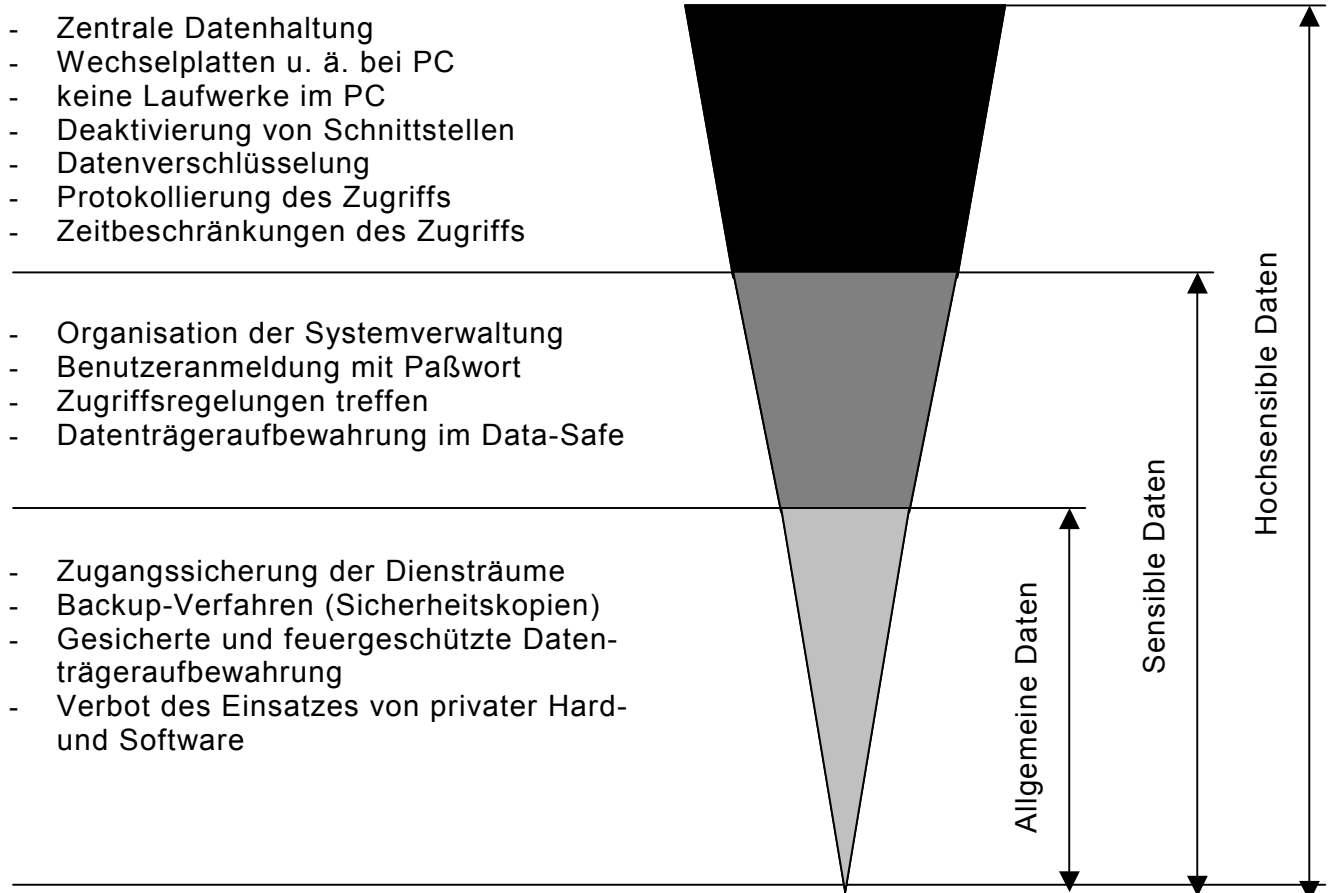 - Zentrale Datenhaltung
- Wechselplatten u. ä. bei PC
- keine Laufwerke im PC
- Deaktivierung von Schnittstellen
- Datenverschlüsselung
- Protokollierung des Zugriffs
- Zeitbeschränkungen des Zugriffs
- Organisation der Systemverwaltung
- Benutzeranmeldung mit Paßwort
- Zugriffsregelungen treffen
- Datenträgeraufbewahrung im Data-Safe
- Zugangssicherung der Diensträume
- Backup-Verfahren (Sicherheitskopien)
- Gesicherte und feuergeschützte Daten-
trägeraufbewahrung
- Verbot des Einsatzes von privater Hard-
und Software
Allgemeine Daten
Sensible Daten
Hochsensible Daten